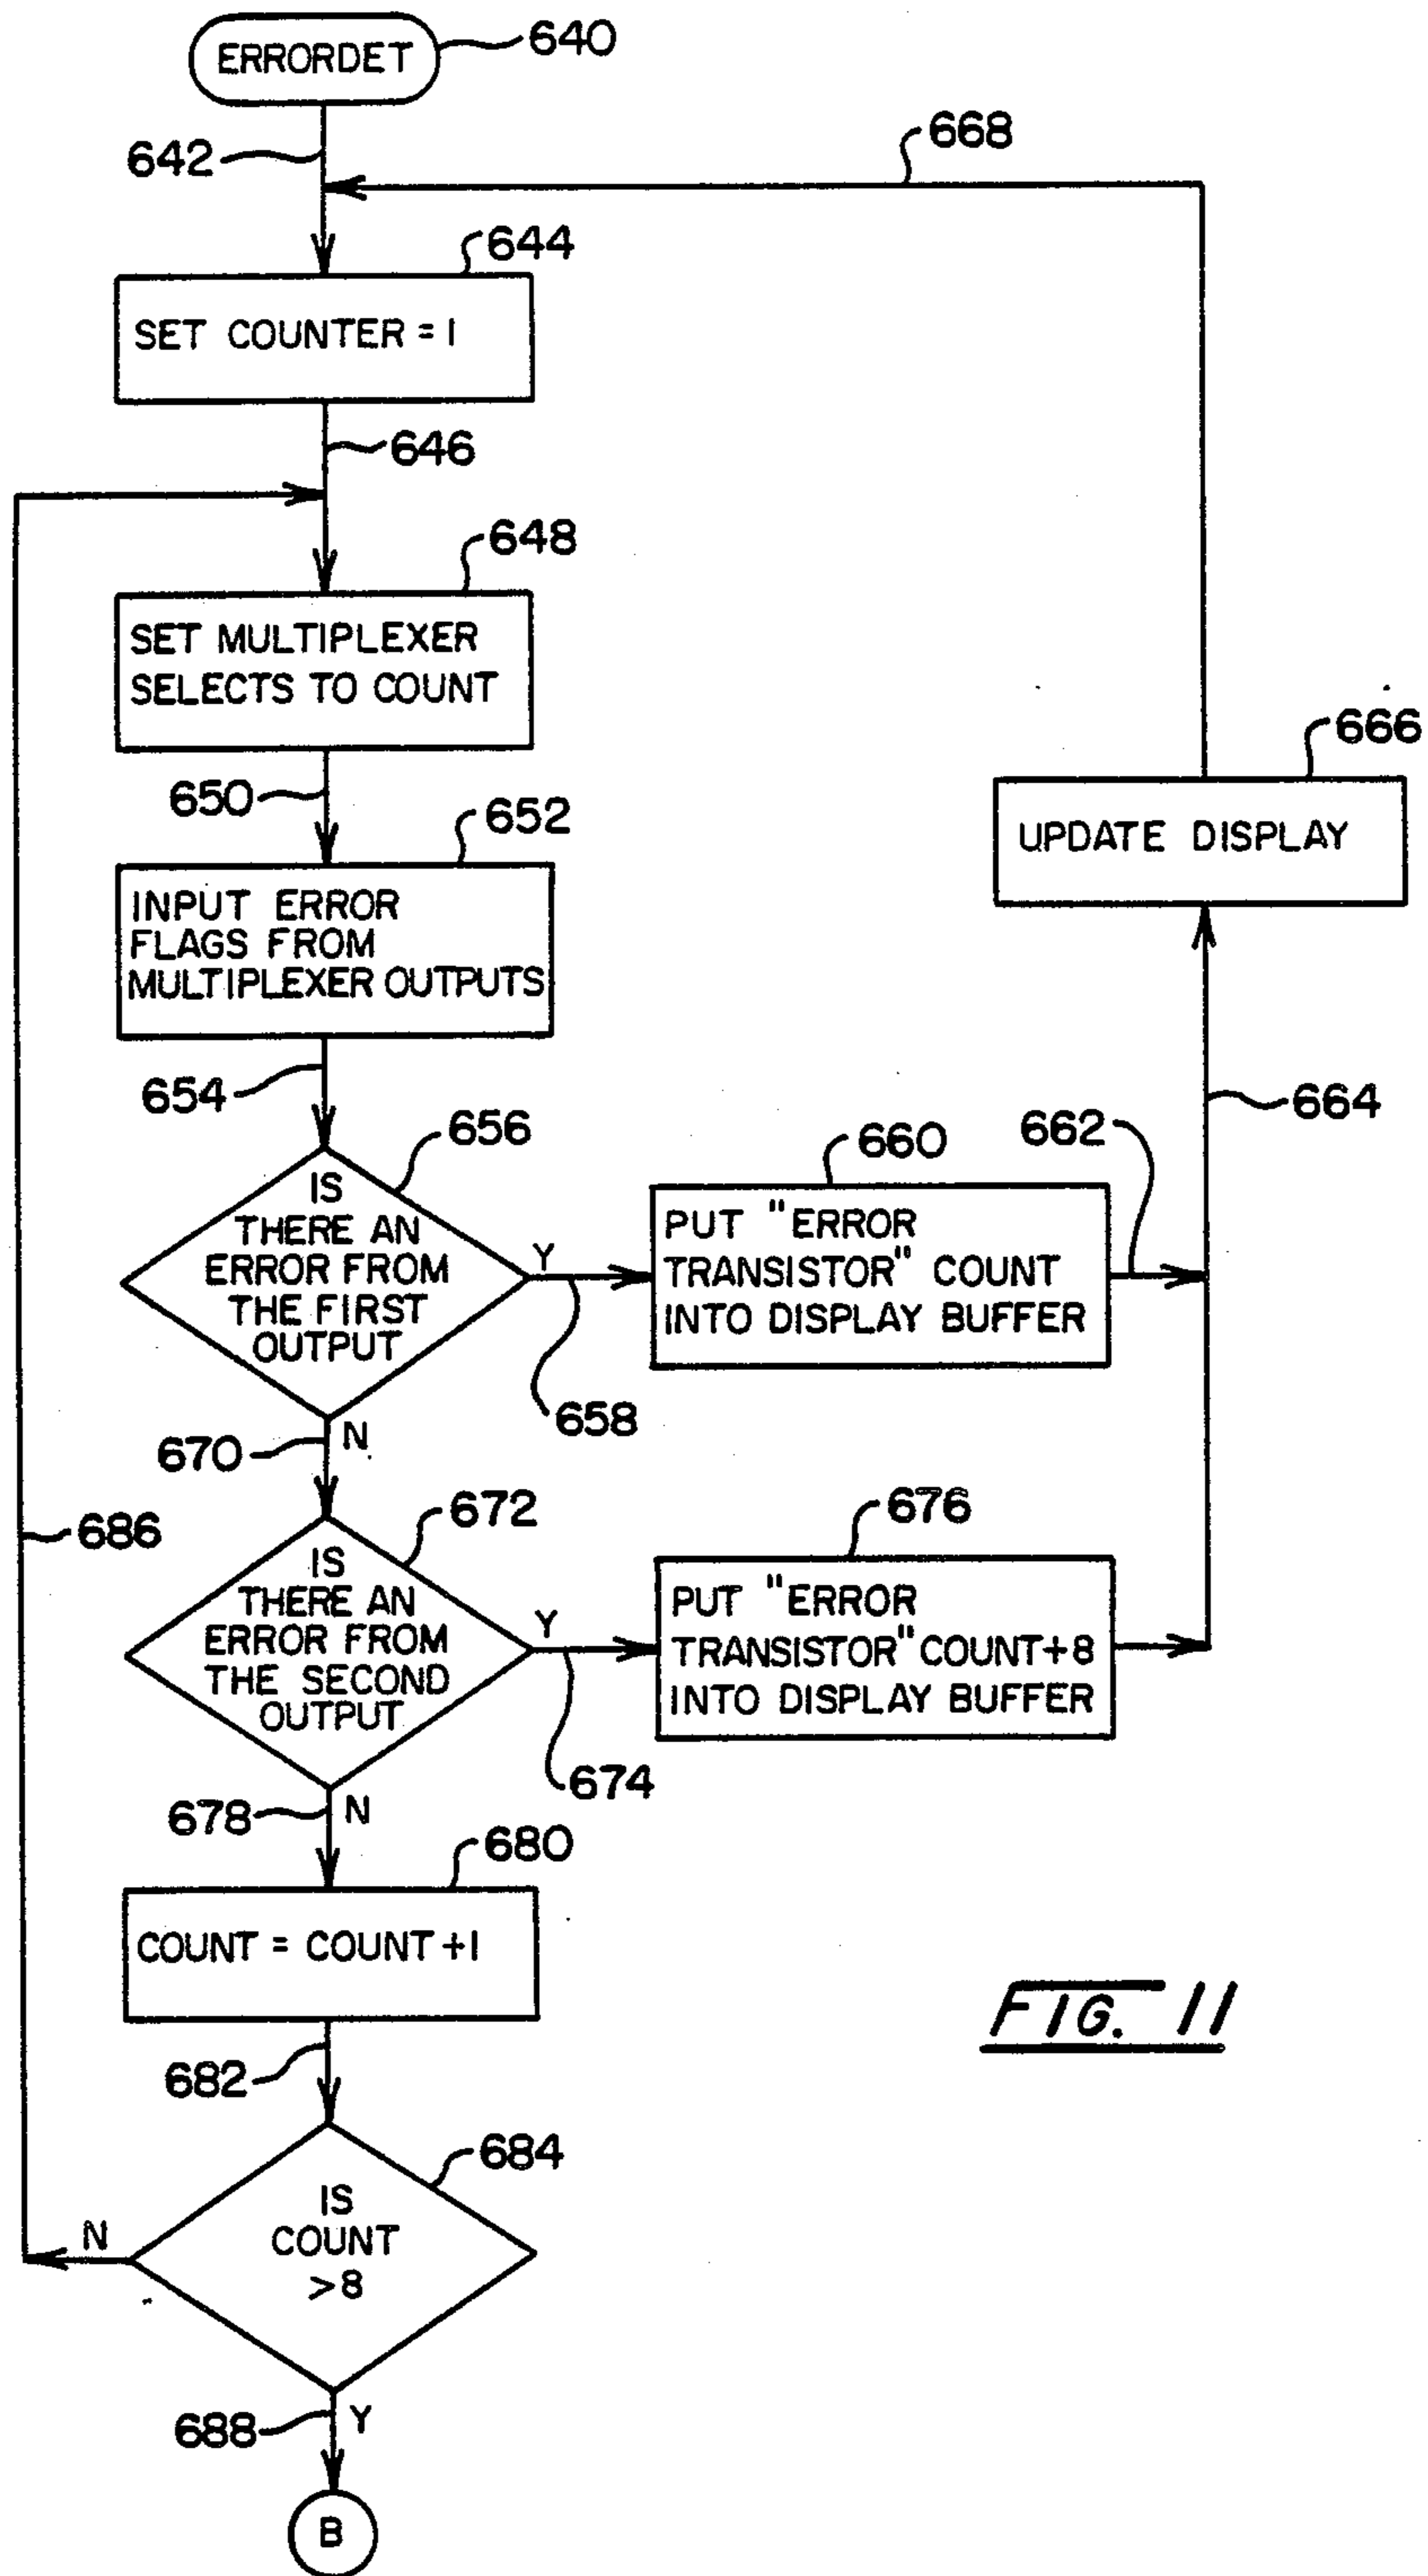 ERRORDET
640
642
668
644
SET COUNTER = 1
646
648
SET MULTIPLEXER
SELECTS TO COUNT
650
652
666
UPDATE DISPLAY
INPUT ERROR
FLAGS FROM
MULTIPLEXER OUTPUTS
654
656
IS
THERE AN
ERROR FROM
THE FIRST
OUTPUT
Y
658
660
PUT "ERROR
TRANSISTOR" COUNT
INTO DISPLAY BUFFER
662
664
N
670
672
IS
THERE AN
ERROR FROM
THE SECOND
OUTPUT
Y
674
676
PUT "ERROR
TRANSISTOR" COUNT+8
INTO DISPLAY BUFFER
686
N
678
680
COUNT = COUNT +1
682
684
IS
COUNT
>8
N
688
Y
B
FIG. 11